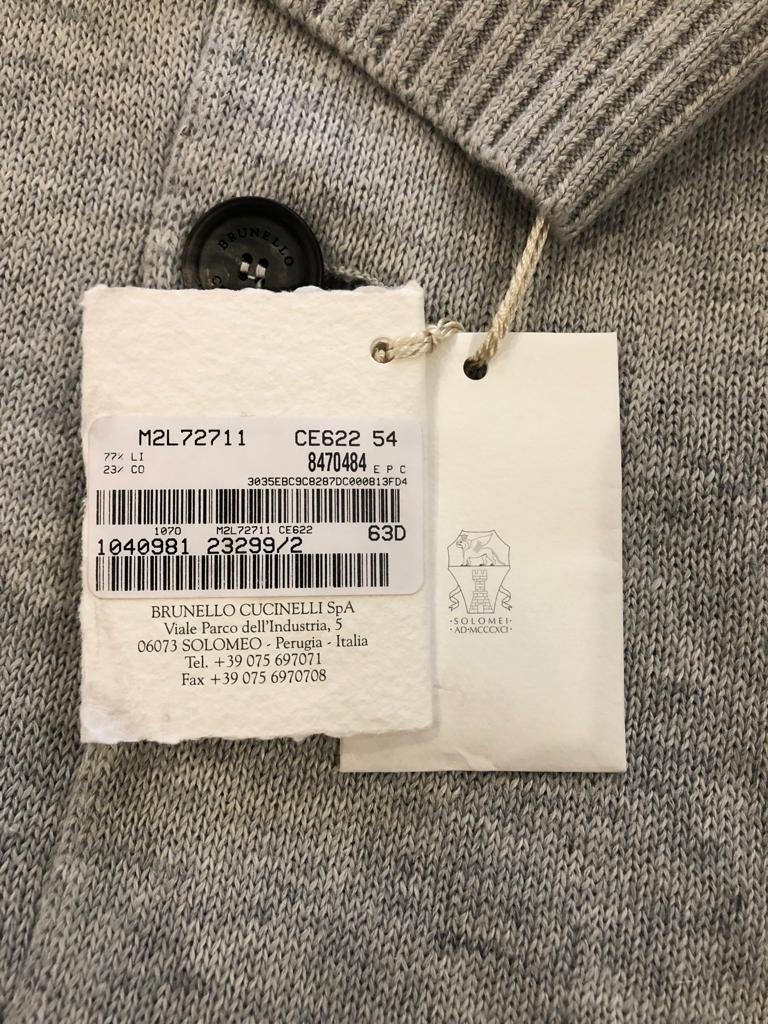 BRUNELLO
M2L72711 CE622 54
77% LI
23% CO
8470484 E P C
3035EBC9C8287DC000813FD4
1070 M2L72711 CE622
63D
1040981 23299/2
BRUNELLO CUCINELLI SpA
Viale Parco dell'Industria, 5
06073 SOLOMEO - Perugia - Italia
Tel. +39 075 697071
Fax +39 075 6970708
·SOLOMEI·
·AD·MCCCXCI·